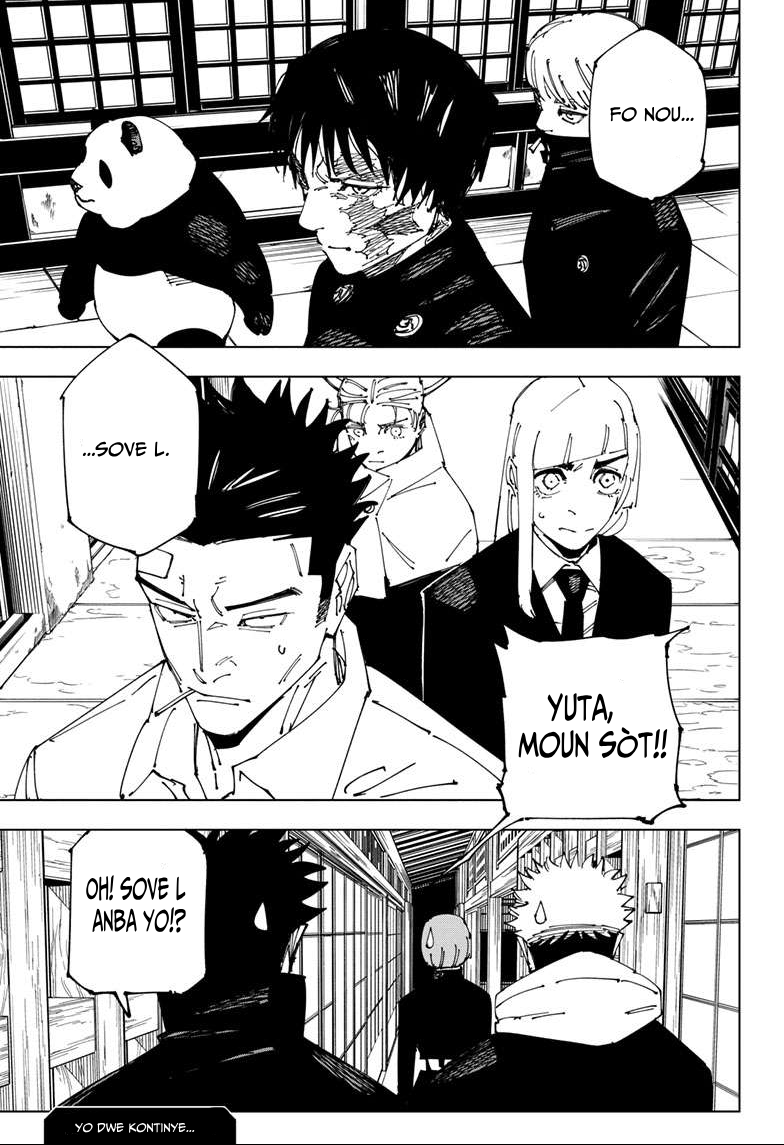 FO NOU...
...SOVE L.
YUTA,
MOUN SÒT!!
OH! SOVE L
ANBA YO!?
YO DWE KONTINYE...